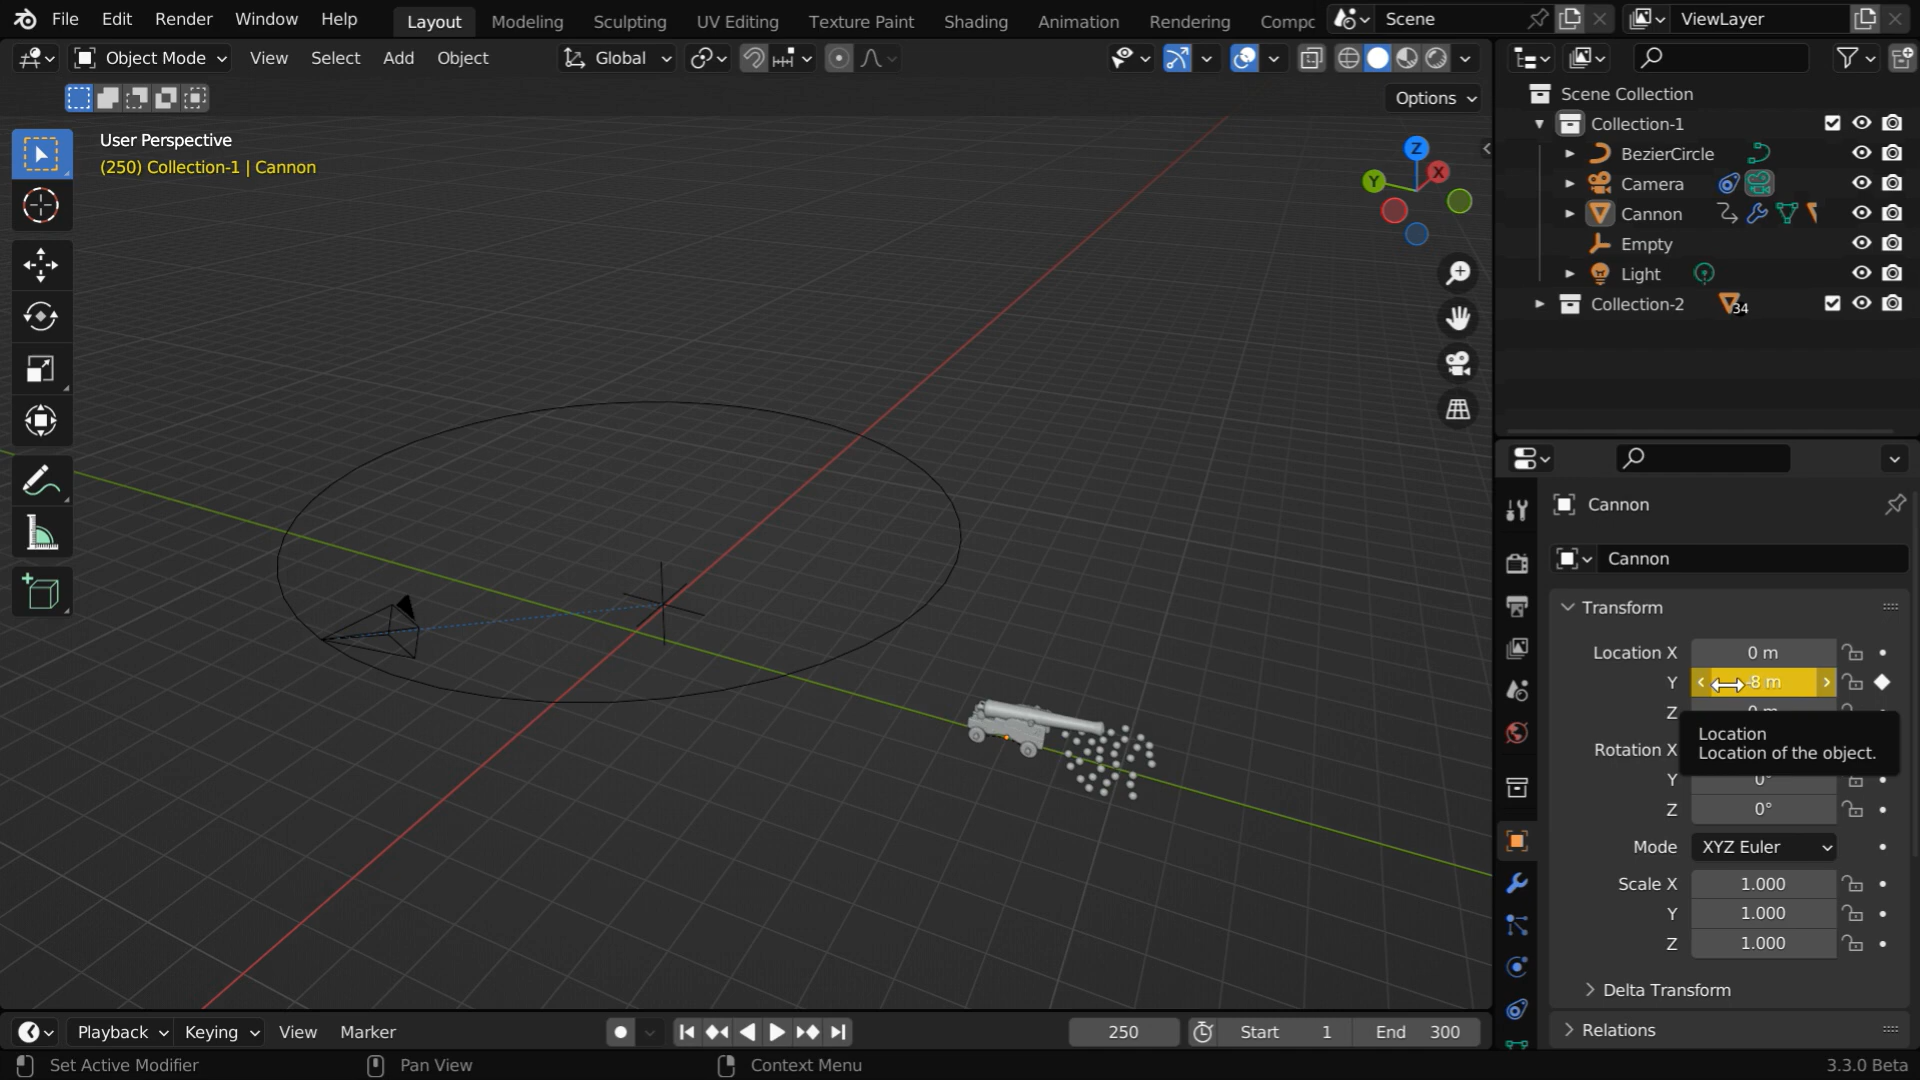 File Edit Render Window Help Layout Modeling Sculpting UV Editing Texture Paint Shading Animation Rendering Compc Scene ViewLayer
Object Mode View Select Add Object Global
Options
User Perspective
(250) Collection-1 | Cannon
Z
X
Y
Scene Collection
Collection-1
BezierCircle
Camera
Cannon
Empty
Light
Collection-2 34
Cannon
Cannon
Transform
Location X 0 m
Y -8 m
Z 0 m
Location
Location of the object.
Rotation X
Y 0°
Z 0°
Mode XYZ Euler
Scale X 1.000
Y 1.000
Z 1.000
Delta Transform
Relations
Playback Keying View Marker 250 Start 1 End 300
Set Active Modifier Pan View Context Menu 3.3.0 Beta